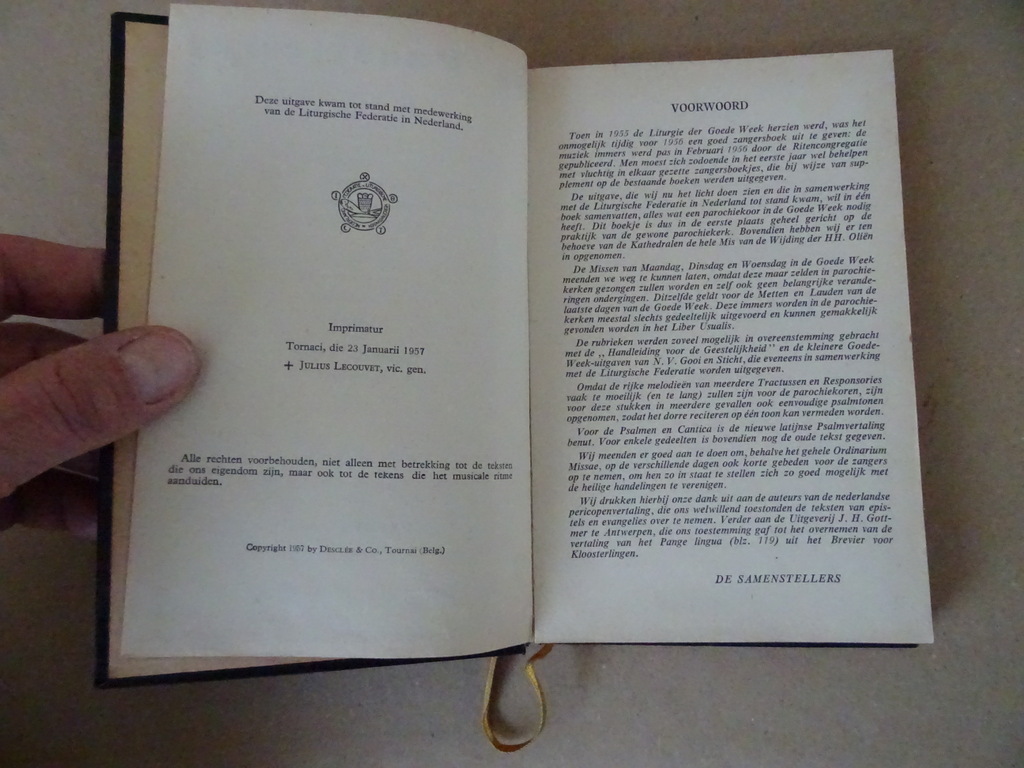 Deze uitgave kwam tot stand met medewerking
van de Liturgische Federatie in Nederland.
Imprimatur
Tornaci, die 23 Januarii 1957
+ JULIUS LECOUVET, vic. gen.
Alle rechten voorbehouden, niet alleen met betrekking tot de teksten
die ons eigendom zijn, maar ook tot de tekens die het musicale ritme
aanduiden.
Copyright 1957 by DESCLÉE & Co., Tournai (Belg.)
VOORWOORD
Toen in 1955 de Liturgie der Goede Week herzien werd, was het
onmogelijk tijdig voor 1956 een goed zangersboek uit te geven: de
muziek immers werd pas in Februari 1956 door de Ritencongregatie
gepubliceerd. Men moest zich zodoende in het eerste jaar wel behelpen
met vluchtig in elkaar gezette zangersboekjes, die bij wijze van sup-
plement op de bestaande boeken werden uitgegeven.
De uitgave, die wij nu het licht doen zien en die in samenwerking
met de Liturgische Federatie in Nederland tot stand kwam, wil in één
boek samenvatten, alles wat een parochiekoor in de Goede Week nodig
heeft. Dit boekje is dus in de eerste plaats geheel gericht op de
praktijk van de gewone parochiekerk. Bovendien hebben wij er ten
behoeve van de Kathedralen de hele Mis van de Wijding der HH. Oliën
in opgenomen.
De Missen van Maandag, Dinsdag en Woensdag in de Goede Week
meenden we weg te kunnen laten, omdat deze maar zelden in parochie-
kerken gezongen zullen worden en zelf ook geen belangrijke verande-
ringen ondergingen. Ditzelfde geldt voor de Metten en Lauden van de
laatste dagen van de Goede Week. Deze immers worden in de parochie-
kerken meestal slechts gedeeltelijk uitgevoerd en kunnen gemakkelijk
gevonden worden in het Liber Usualis.
De rubrieken werden zoveel mogelijk in overeenstemming gebracht
met de ,, Handleiding voor de Geestelijkheid'' en de kleinere Goede-
Week-uitgaven van N. V. Gooi en Sticht, die eveneens in samenwerking
met de Liturgische Federatie worden uitgegeven.
Omdat de rijke melodieën van meerdere Tractussen en Responsories
vaak te moeilijk (en te lang) zullen zijn voor de parochiekoren, zijn
voor deze stukken in meerdere gevallen ook eenvoudige psalmtonen
opgenomen, zodat het dorre reciteren op één toon kan vermeden worden.
Voor de Psalmen en Cantica is de nieuwe latijnse Psalmvertaling
benut. Voor enkele gedeelten is bovendien nog de oude tekst gegeven.
Wij meenden er goed aan te doen om, behalve het gehele Ordinarium
Missae, op de verschillende dagen ook korte gebeden voor de zangers
op te nemen, om hen zo in staat te stellen zich zo goed mogelijk met
de heilige handelingen te verenigen.
Wij drukken hierbij onze dank uit aan de auteurs van de nederlandse
pericopenvertaling, die ons welwillend toestonden de teksten van epis-
tels en evangelies over te nemen. Verder aan de Uitgeverij J. H. Gott-
mer te Antwerpen, die ons toestemming gaf tot het overnemen van de
vertaling van het Pange lingua (blz. 119) uit het Brevier voor
Kloosterlingen.
DE SAMENSTELLERS